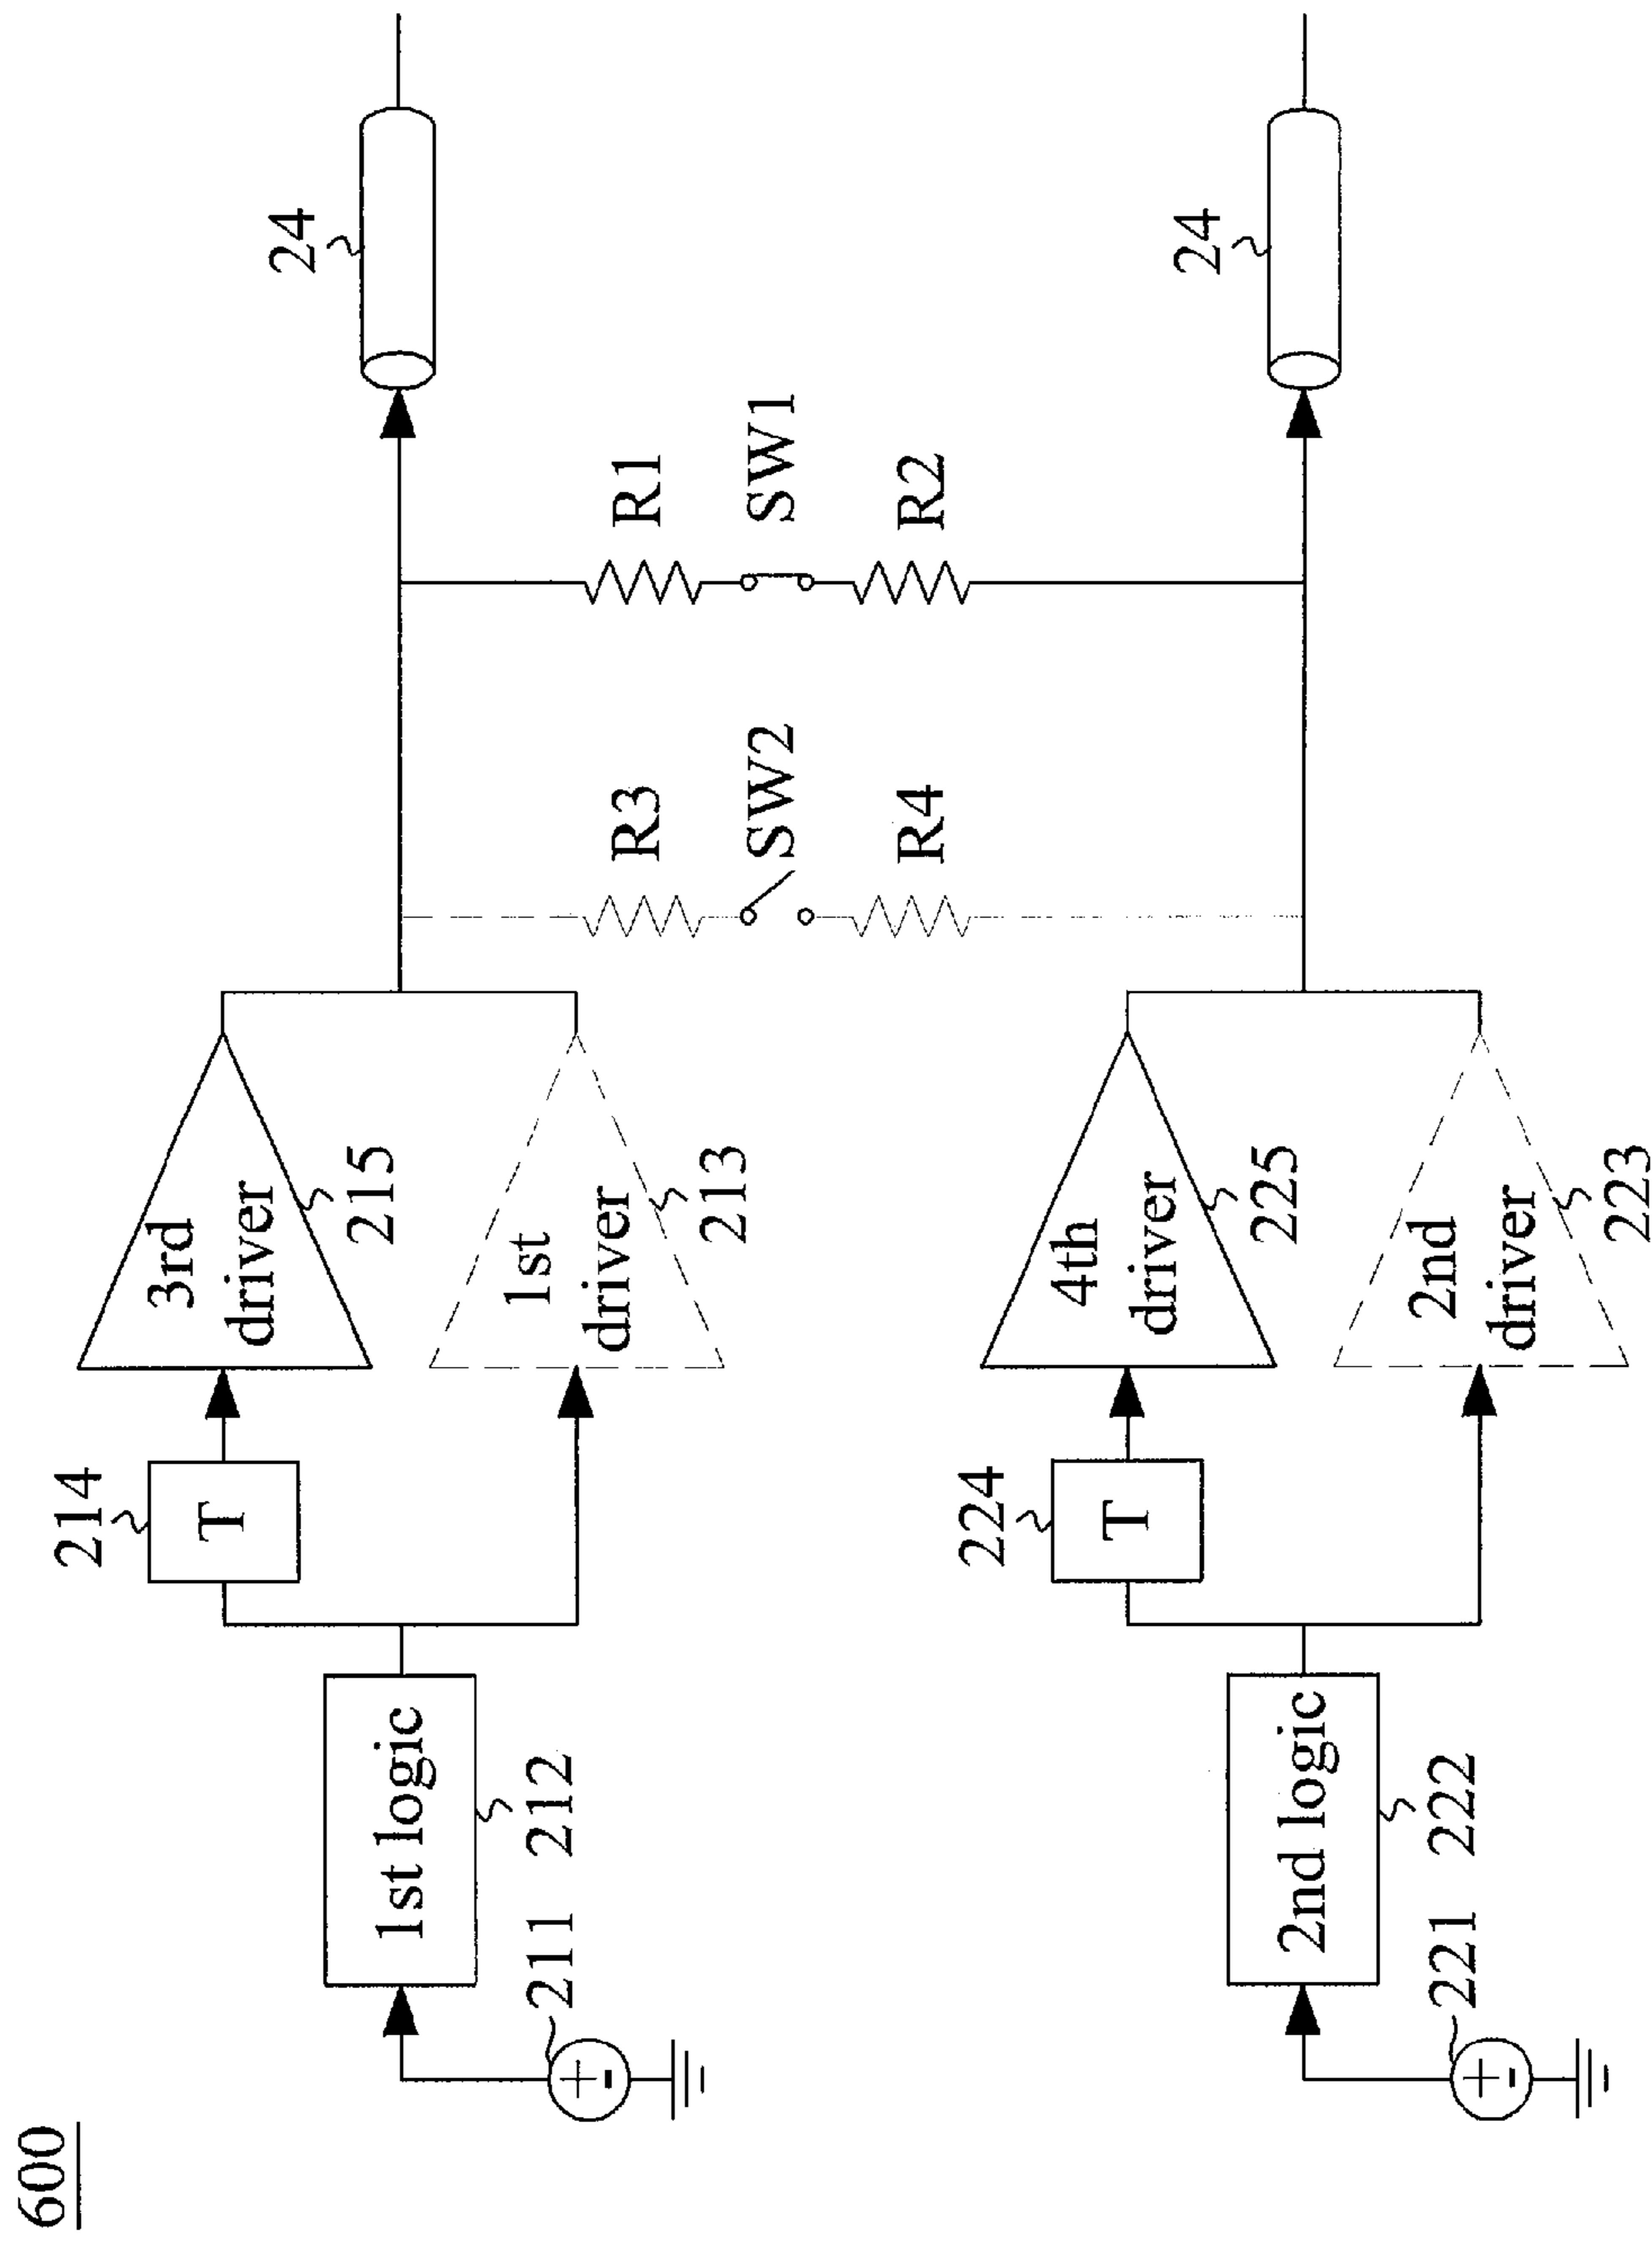 600
211
212
1st logic
214
T
3rd
driver
215
1st
driver
213
R3
SW2
R4
R1
SW1
R2
24
221
222
2nd logic
224
T
4th
driver
225
2nd
driver
223
24